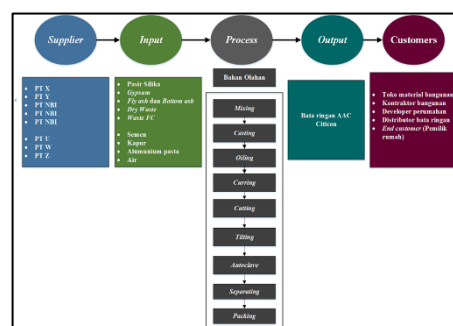 Supplier
Input
Process
Output
Customers
PT X
PT Y
PT NBI
PT NBI
PT NBI
PT U
PT W
PT Z
Pasir Silika
Gypsum
Fly ash dan Bottom ash
Dry Waste
Waste FC
Semen
Kapur
Alumunium pasta
Air
Bahan Olahan
Mixing
Casting
Oiling
Curring
Cutting
Tilting
Autoclave
Separating
Packing
Bata ringan AAC
Citicon
Toko material bangunan
Kontraktor bangunan
Developer perumahan
Distributor bata ringan
End customer (Pemilik
rumah)